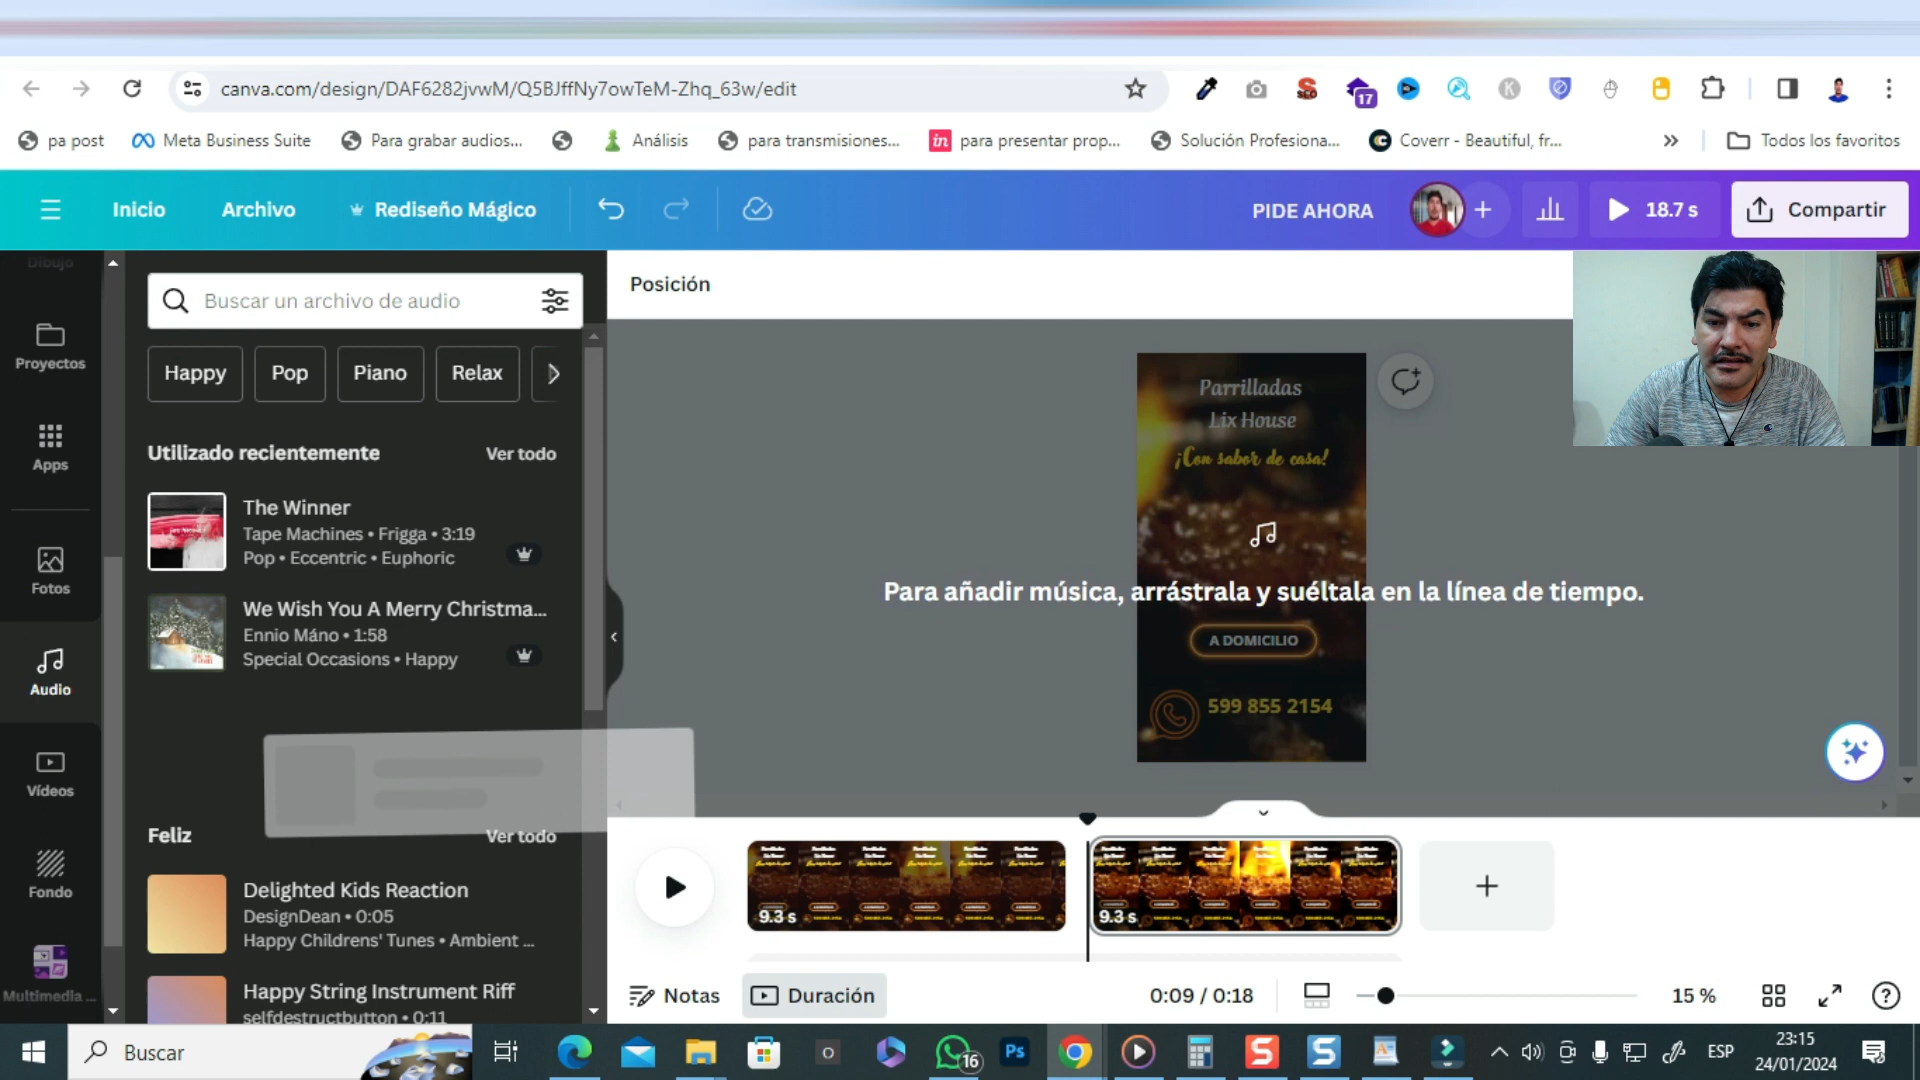 canva.com/design/DAF6282jvwM/Q5BJffNy7owTeM-Zhq_63w/edit
17
pa post
Meta Business Suite
Para grabar audios...
Análisis
para transmisiones...
in
para presentar prop...
Solución Profesiona...
Coverr - Beautiful, fr...
Todos los favoritos
Inicio
Archivo
Rediseño Mágico
PIDE AHORA
18.7 s
Compartir
Dibujo
Proyectos
Apps
Fotos
Audio
Vídeos
Fondo
Multimedia ...
Buscar un archivo de audio
Happy
Pop
Piano
Relax
Utilizado recientemente
Ver todo
The Winner
Tape Machines • Frigga • 3:19
Pop • Eccentric • Euphoric
We Wish You A Merry Christma...
Ennio Máno • 1:58
Special Occasions • Happy
Feliz
Ver todo
Delighted Kids Reaction
DesignDean • 0:05
Happy Childrens' Tunes • Ambient ...
Happy String Instrument Riff
selfdestructbutton • 0:11
Posición
Parrilladas
Lix House
¡Con sabor de casa!
Para añadir música, arrástrala y suéltala en la línea de tiempo.
A DOMICILIO
599 855 2154
9.3 s
9.3 s
Notas
Duración
0:09 / 0:18
15 %
Buscar
16
Ps
ESP
23:15
24/01/2024